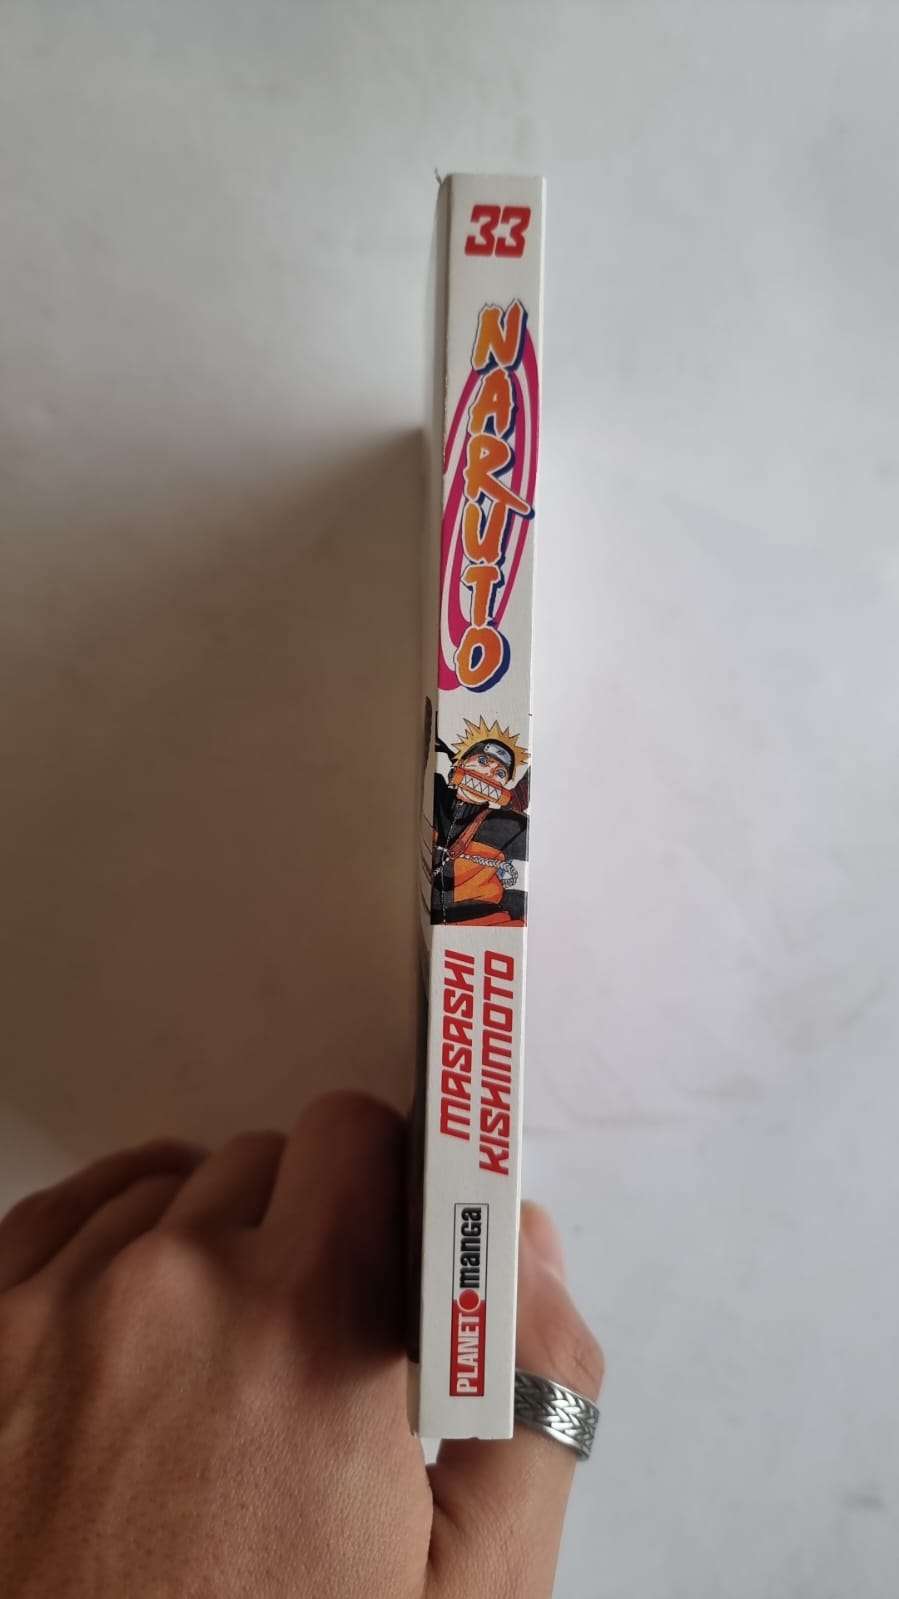 33
NARUTO
MASASHI
KISHIMOTO
PLANET manga